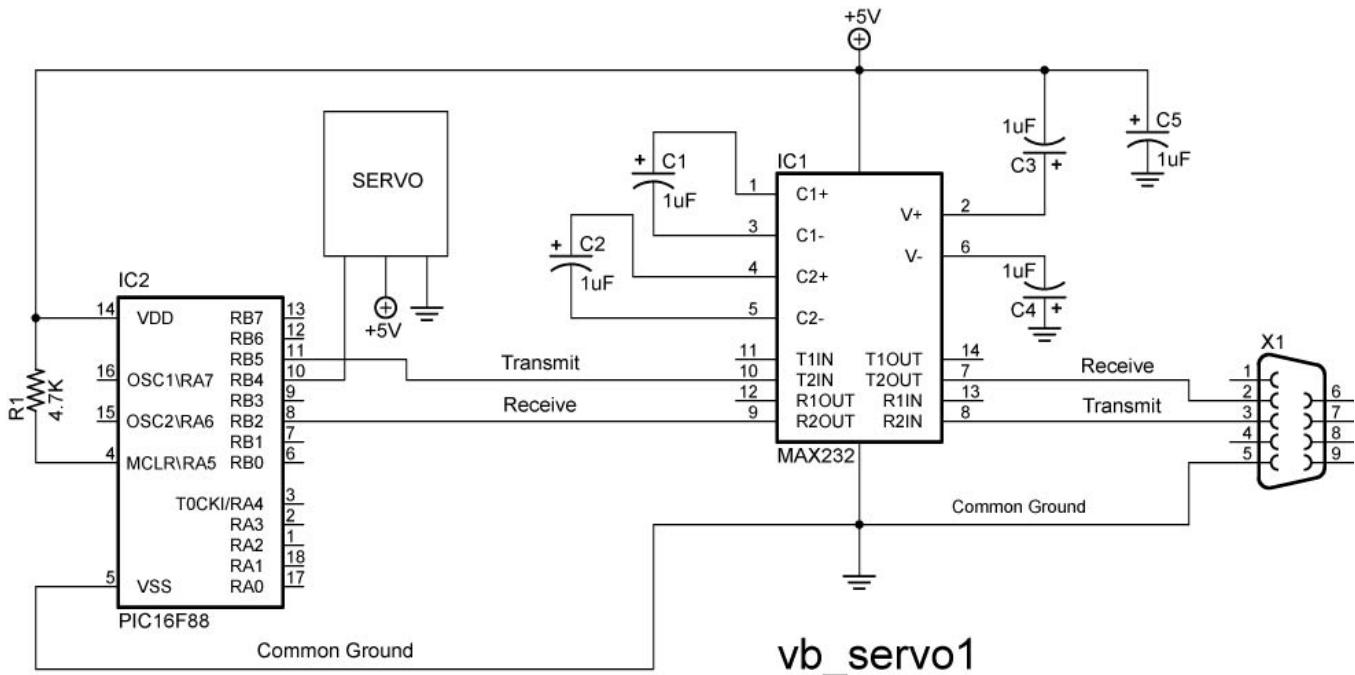 +5V
SERVO
+5V
+ C1
1uF
+ C2
1uF
1uF
C3 +
+ C5
1uF
1uF
C4 +
IC1
1 C1+
3 C1-
4 C2+
5 C2-
11 T1IN
10 T2IN
12 R1OUT
9 R2OUT
V+ 2
V- 6
T1OUT 14
T2OUT 7
R1IN 13
R2IN 8
MAX232
IC2
14 VDD
16 OSC1\RA7
15 OSC2\RA6
4 MCLR\RA5
5 VSS
RB7 13
RB6 12
RB5 11
RB4 10
RB3 9
RB2 8
RB1 7
RB0 6
T0CKI/RA4 3
RA3 2
RA2 1
RA1 18
RA0 17
PIC16F88
R1
4.7K
Transmit
Receive
Receive
Transmit
X1
1
2
3
4
5
6
7
8
9
Common Ground
Common Ground
vb_servo1